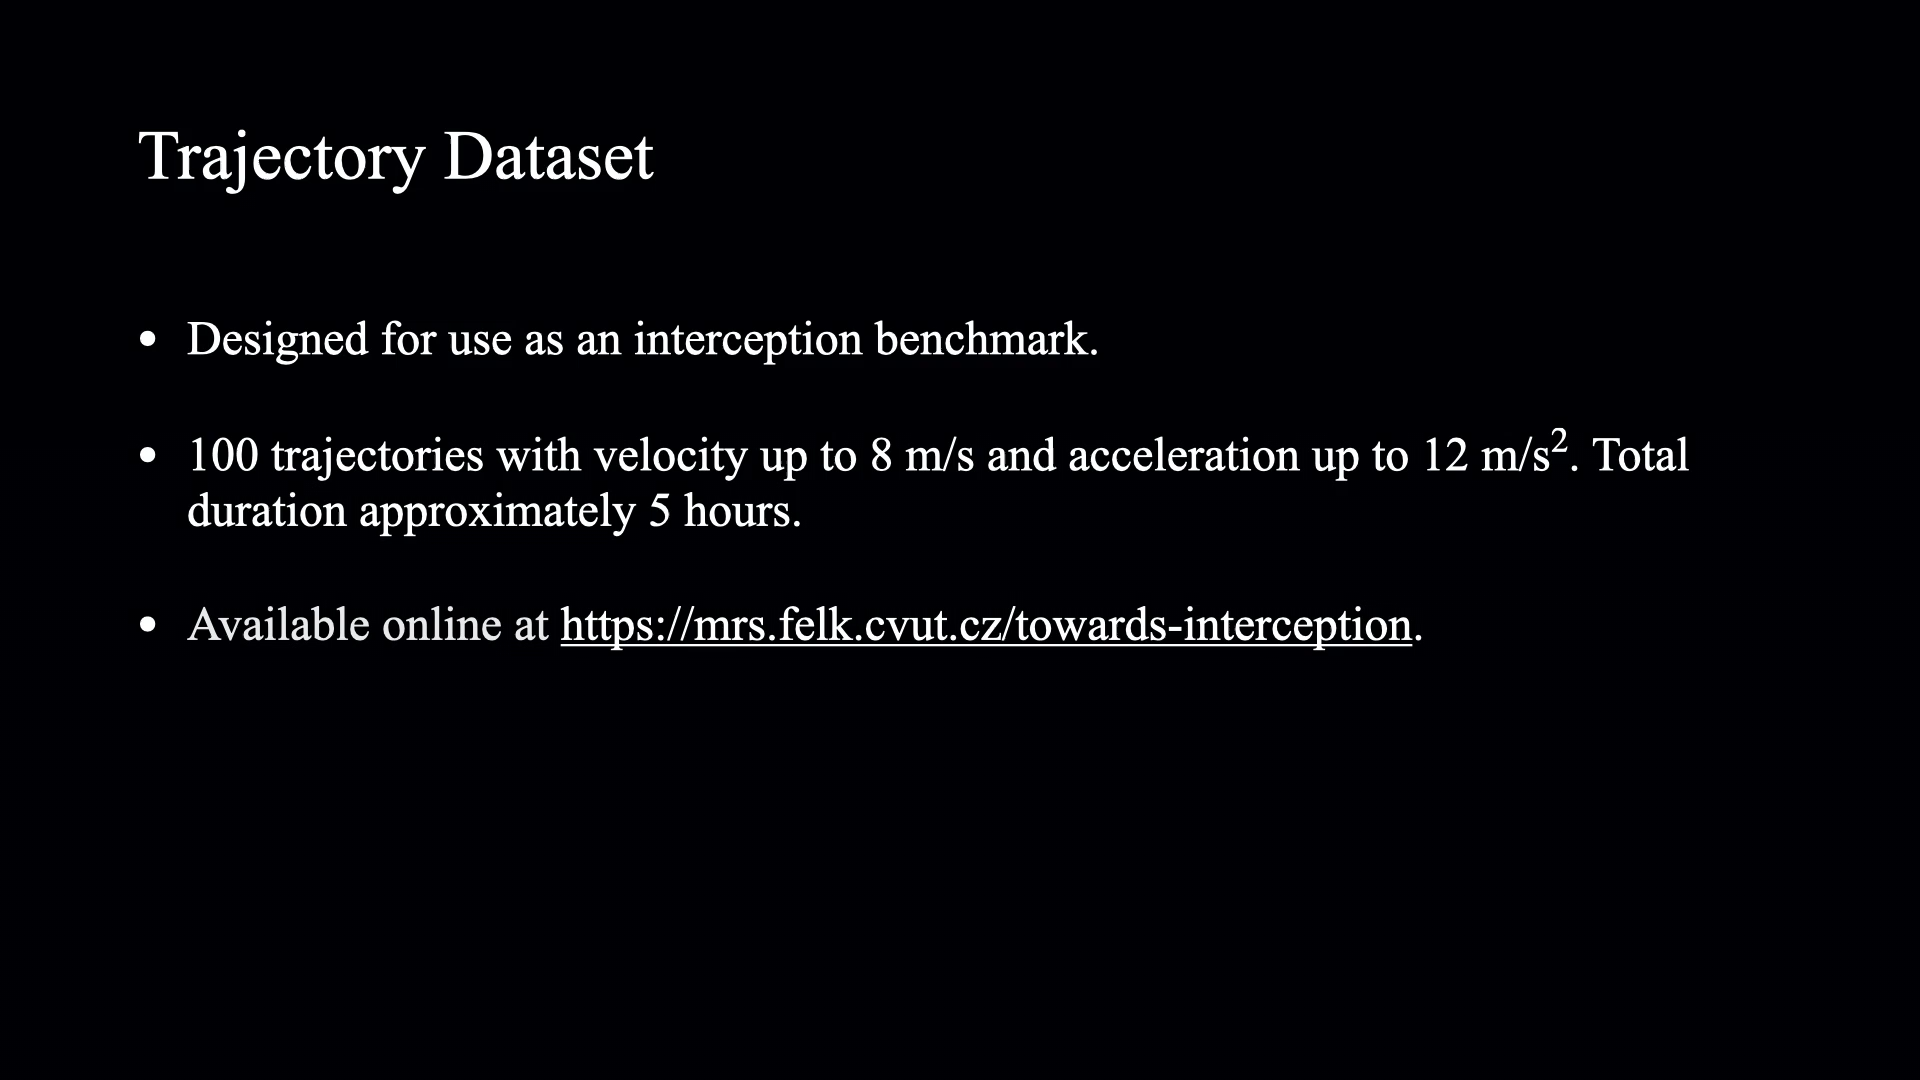 Trajectory Dataset
• Designed for use as an interception benchmark.
• 100 trajectories with velocity up to 8 m/s and acceleration up to 12 m/s². Total
duration approximately 5 hours.
• Available online at https://mrs.felk.cvut.cz/towards-interception.